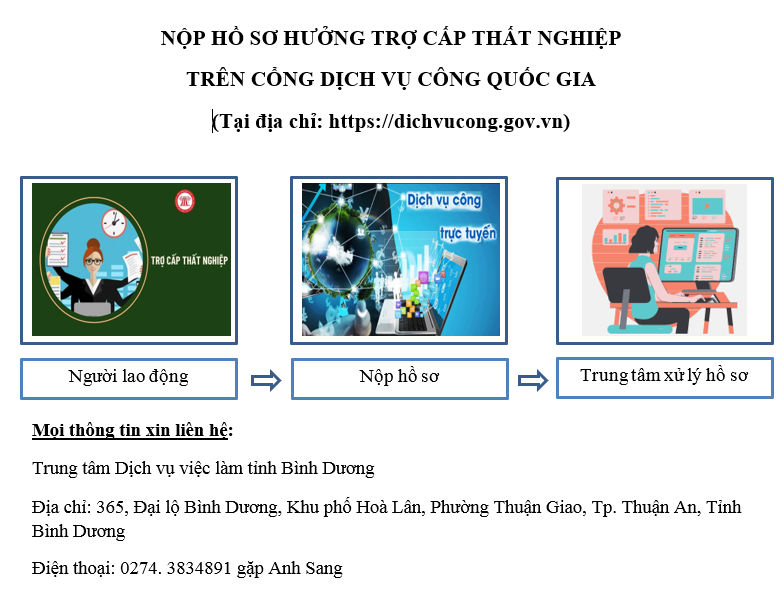 NỘP HỒ SƠ HƯỞNG TRỢ CẤP THẤT NGHIỆP
TRÊN CỔNG DỊCH VỤ CÔNG QUỐC GIA
(Tại địa chỉ: https://dichvucong.gov.vn)
TRỢ CẤP THẤT NGHIỆP
Dịch vụ công
trực tuyến
Người lao động
Nộp hồ sơ
Trung tâm xử lý hồ sơ
Mọi thông tin xin liên hệ:
Trung tâm Dịch vụ việc làm tỉnh Bình Dương
Địa chỉ: 365, Đại lộ Bình Dương, Khu phố Hoà Lân, Phường Thuận Giao, Tp. Thuận An, Tỉnh
Bình Dương
Điện thoại: 0274. 3834891 gặp Anh Sang